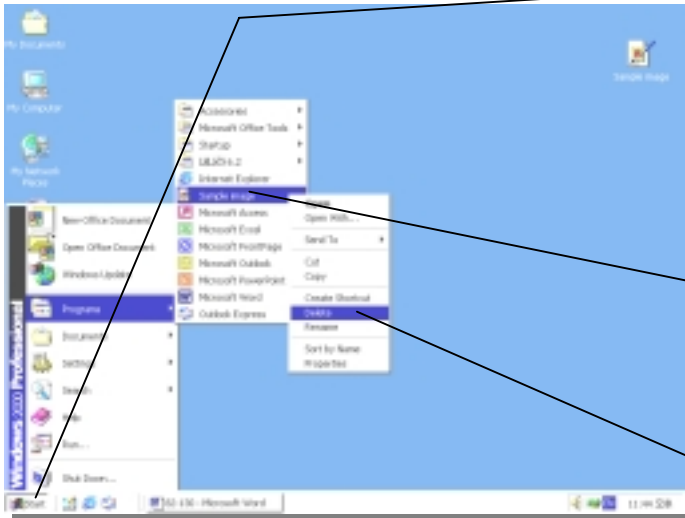 My Documents
My Computer
My Network
Places
Sample Image
Accessories
Microsoft Office Tools
Startup
Internet Explorer
Sample Image
Microsoft Access
Microsoft Excel
Microsoft FrontPage
Microsoft Outlook
Microsoft PowerPoint
Microsoft Word
Outlook Express
Open
Open With...
Send To
Cut
Copy
Create Shortcut
Delete
Rename
Sort by Name
Properties
New Office Document
Open Office Document
Windows Update
Programs
Documents
Settings
Search
Help
Run...
Shut Down...
Windows 2000 Professional
Start
Microsoft Word
11:44